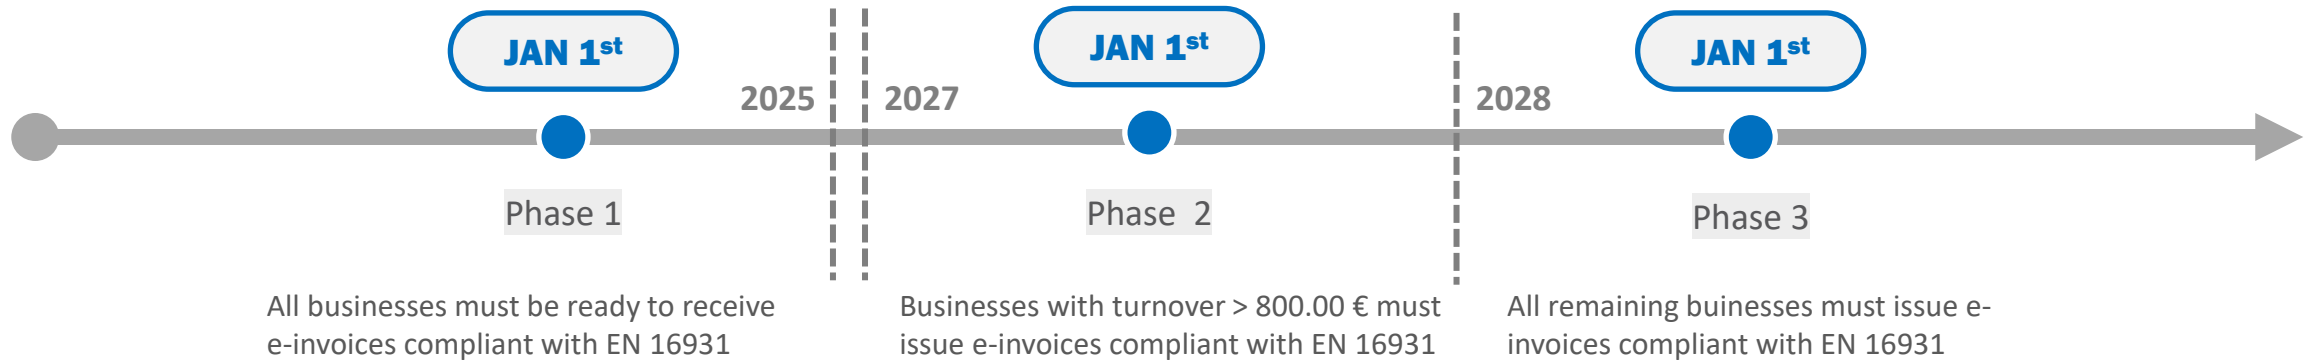 JAN 1st
JAN 1st
JAN 1st
2025
2027
2028
Phase 1
Phase  2
Phase 3
All businesses must be ready to receive
e-invoices compliant with EN 16931
Businesses with turnover > 800.00 € must
issue e-invoices compliant with EN 16931
All remaining buinesses must issue e-
invoices compliant with EN 16931